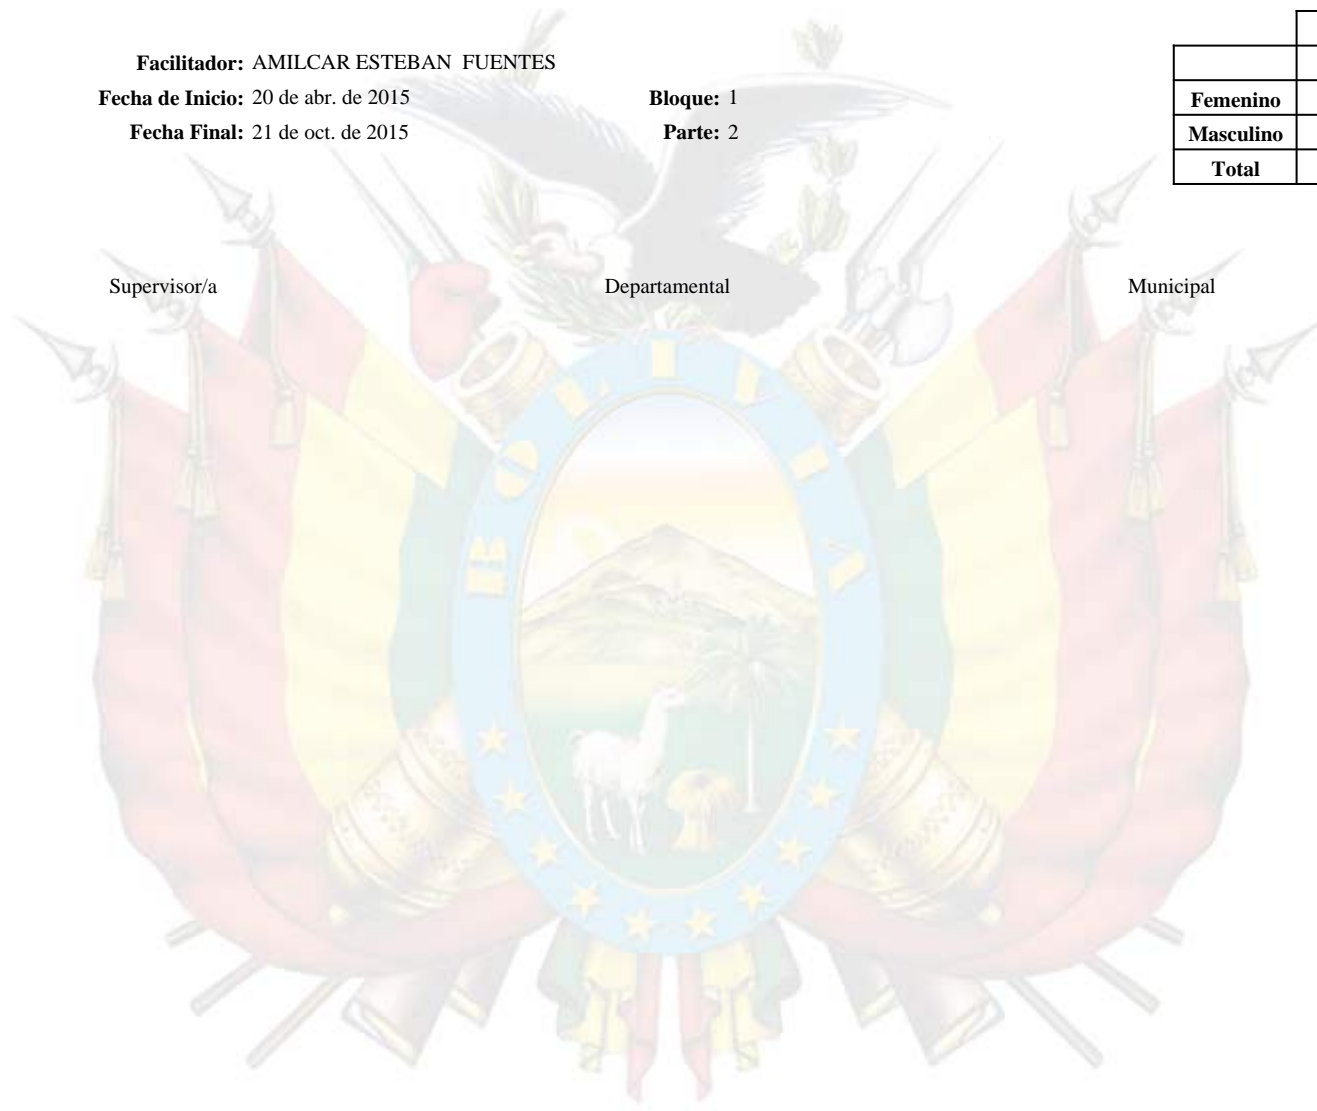 Facilitador: AMILCAR ESTEBAN FUENTES
Fecha de Inicio: 20 de abr. de 2015 Bloque: 1
Fecha Final: 21 de oct. de 2015 Parte: 2
Femenino
Masculino
Total
Supervisor/a Departamental Municipal
BOLIVIA